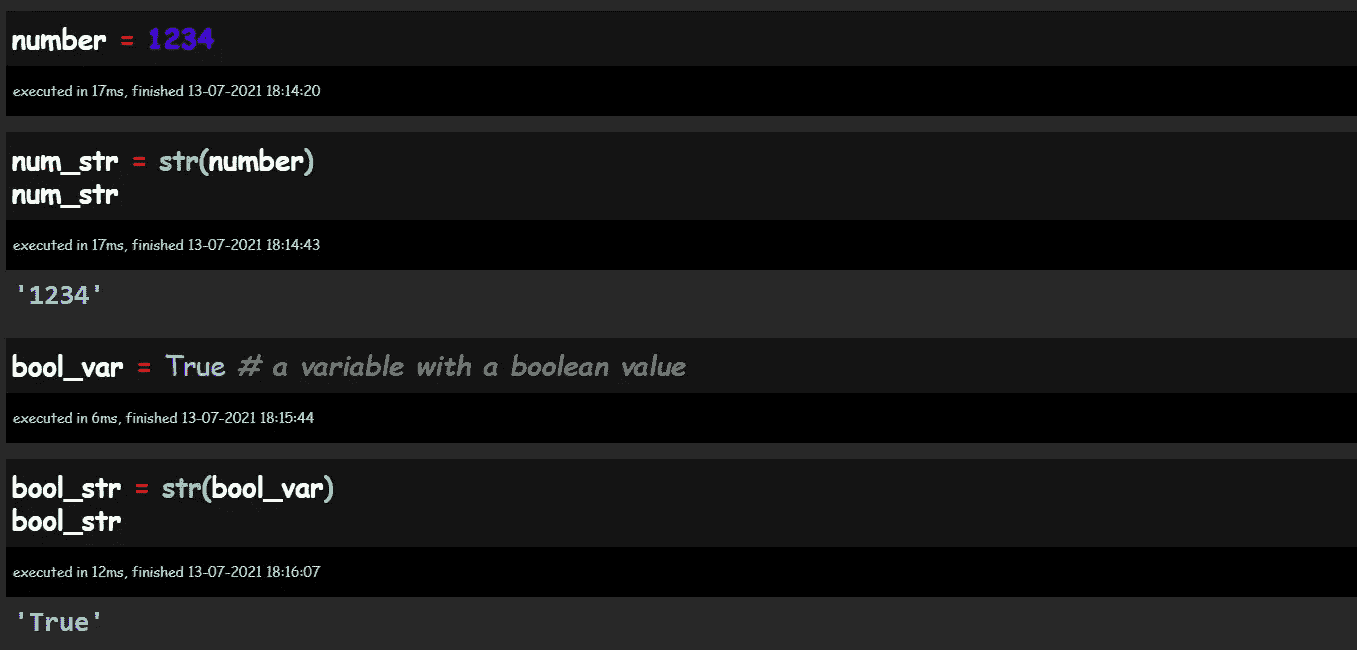 number = 1234
executed in 17ms, finished 13-07-2021 18:14:20
num_str = str(number)
num_str
executed in 17ms, finished 13-07-2021 18:14:43
'1234'
bool_var = True # a variable with a boolean value
executed in 6ms, finished 13-07-2021 18:15:44
bool_str = str(bool_var)
bool_str
executed in 12ms, finished 13-07-2021 18:16:07
'True'